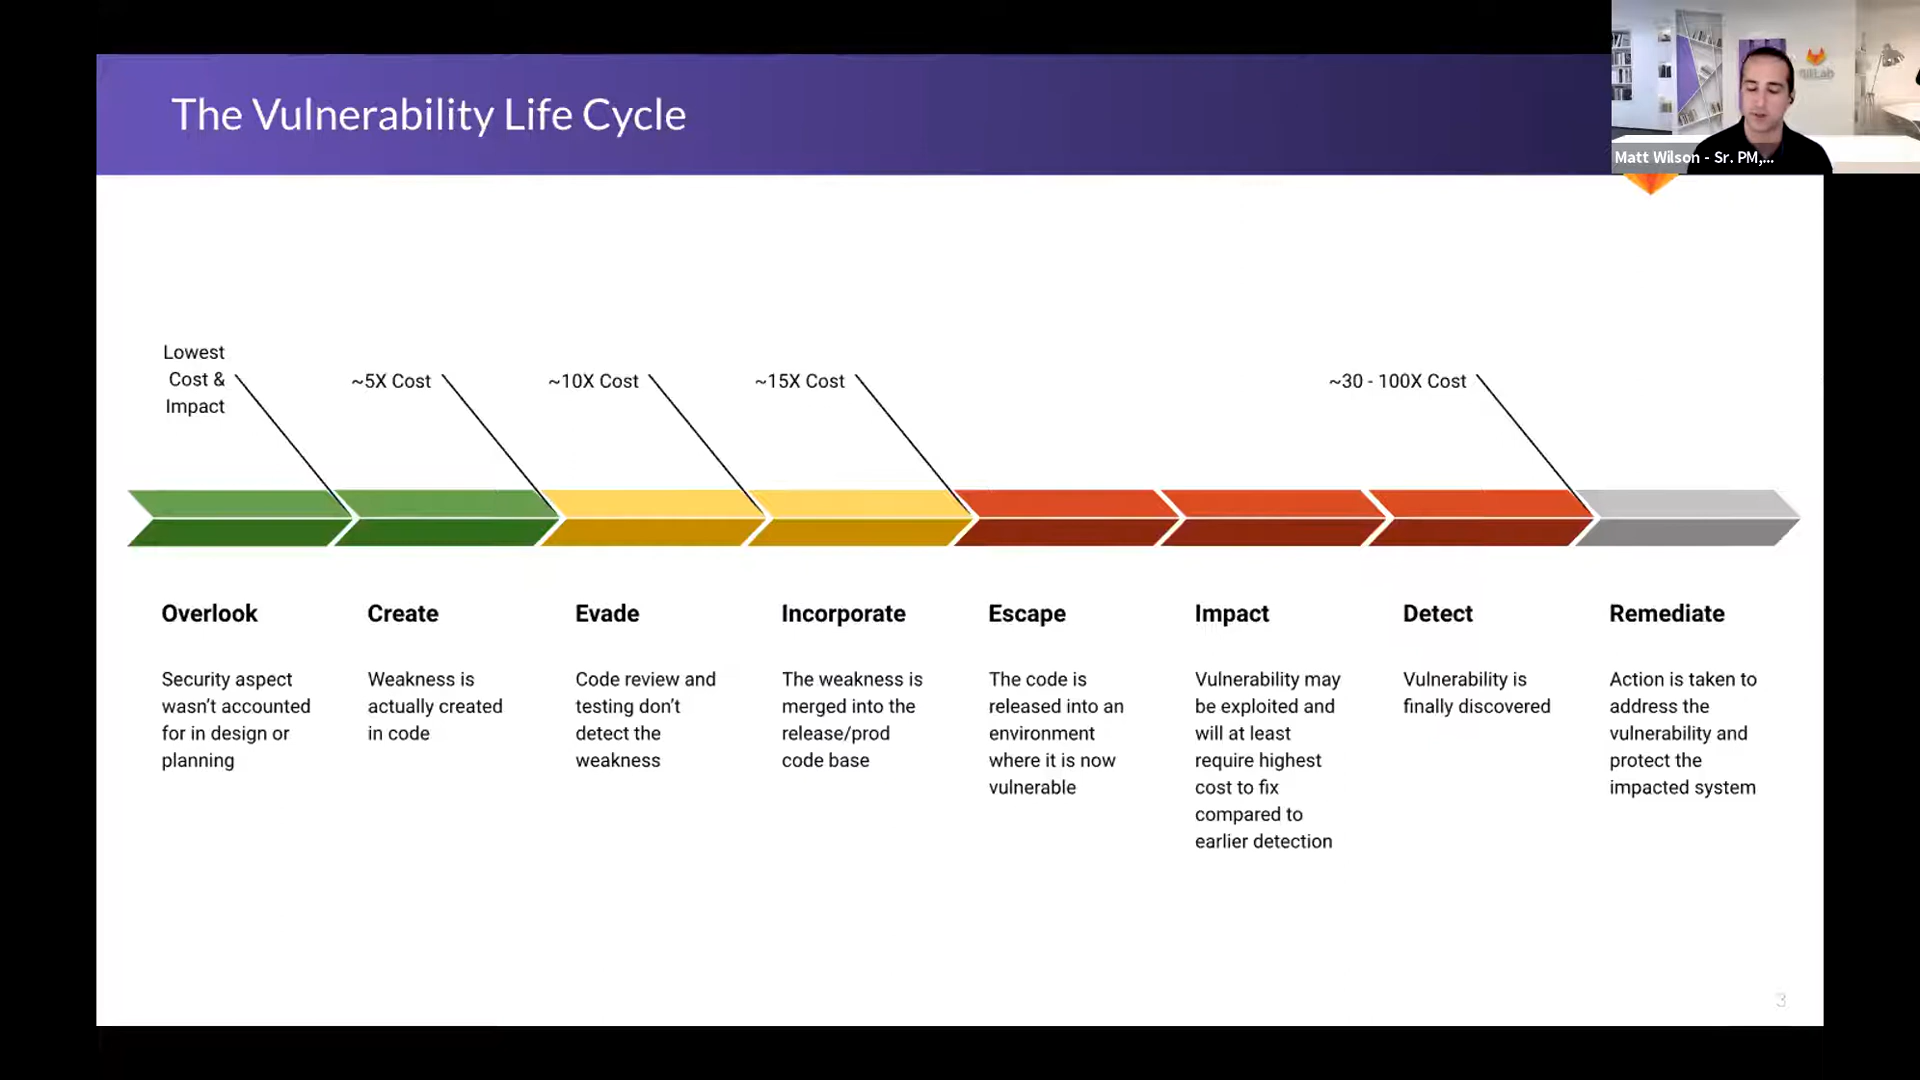 The Vulnerability Life Cycle
GitLab
Matt Wilson - Sr. PM,...
Lowest
Cost &
Impact
~5X Cost
~10X Cost
~15X Cost
~30 - 100X Cost
Overlook
Security aspect
wasn't accounted
for in design or
planning
Create
Weakness is
actually created
in code
Evade
Code review and
testing don't
detect the
weakness
Incorporate
The weakness is
merged into the
release/prod
code base
Escape
The code is
released into an
environment
where it is now
vulnerable
Impact
Vulnerability may
be exploited and
will at least
require highest
cost to fix
compared to
earlier detection
Detect
Vulnerability is
finally discovered
Remediate
Action is taken to
address the
vulnerability and
protect the
impacted system
3